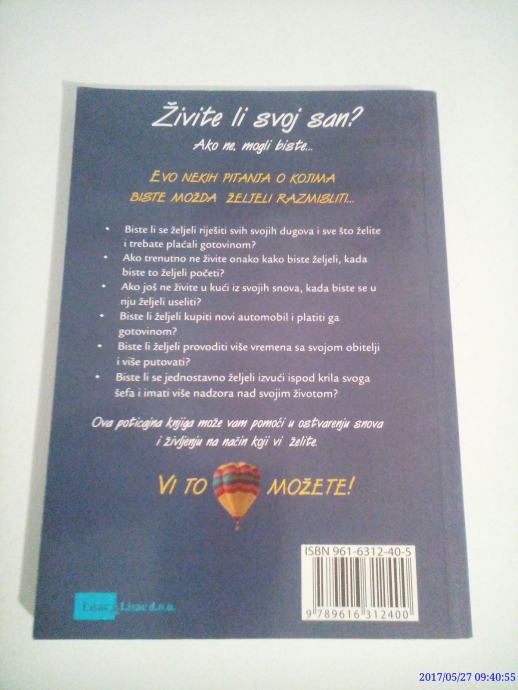 Živite li svoj san?
Ako ne, mogli biste...
EVO NEKIH PITANJA O KOJIMA
BISTE MOŽDA ŽELJELI RAZMISLITI...
• Biste li se željeli riješiti svih svojih dugova i sve što želite
i trebate plaćali gotovinom?
• Ako trenutno ne živite onako kako biste željeli, kada
biste to željeli početi?
• Ako još ne živite u kući iz svojih snova, kada biste se u
nju željeli useliti?
• Biste li željeli kupiti novi automobil i platiti ga
gotovinom?
• Biste li željeli provoditi više vremena sa svojom obitelji
i više putovati?
• Biste li se jednostavno željeli izvući ispod krila svoga
šefa i imati više nadzora nad svojim životom?
Ova poticajna knjiga može vam pomoći u ostvarenju snova
i življenju na način koji vi želite.
VI TO MOŽETE!
ISBN 961-6312-40-5
9 789616 312400
Lisac & Lisac d.o.o.
2017/05/27 09:40:55